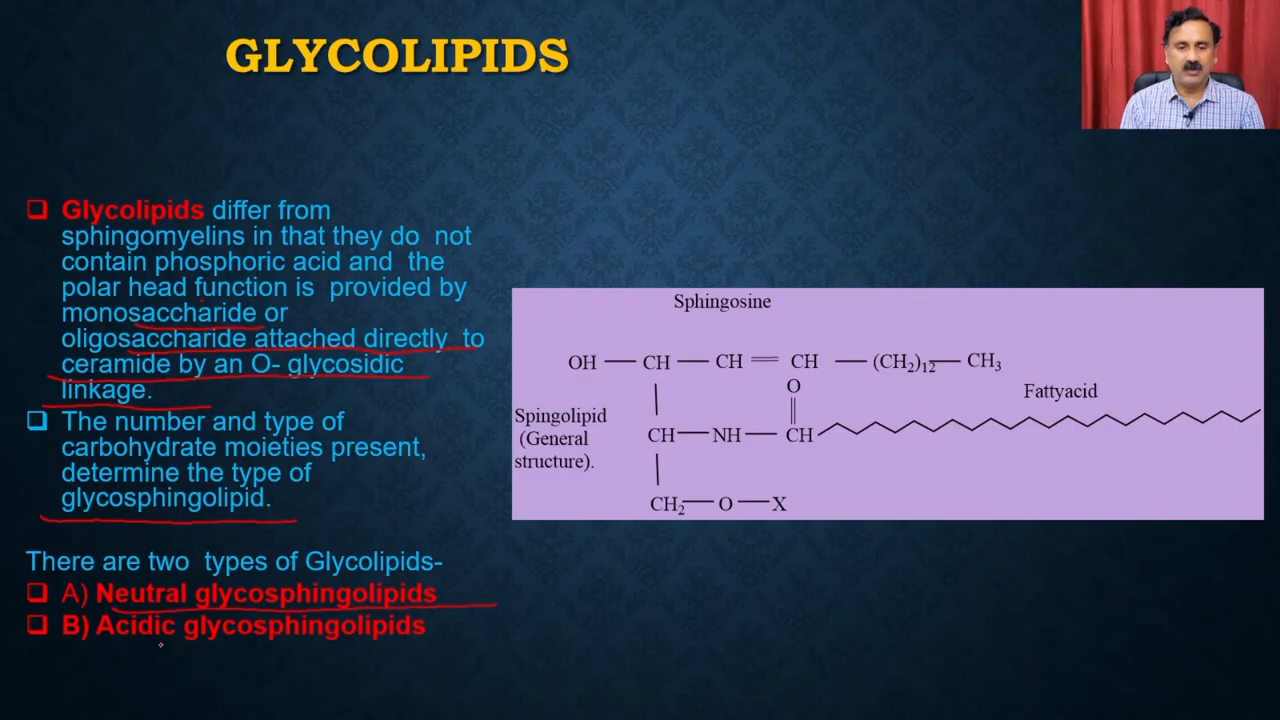 GLYCOLIPIDS
❑ Glycolipids differ from
sphingomyelins in that they do not
contain phosphoric acid and the
polar head function is provided by
monosaccharide or
oligosaccharide attached directly to
ceramide by an O- glycosidic
linkage.
❑ The number and type of
carbohydrate moieties present,
determine the type of
glycosphingolipid.
There are two types of Glycolipids-
❑ A) Neutral glycosphingolipids
❑ B) Acidic glycosphingolipids
Sphingosine
OH — CH — CH = CH — (CH₂)₁₂ — CH₃
O
Fattyacid
Spingolipid
(General
structure).
CH — NH — CH
CH₂ — O — X